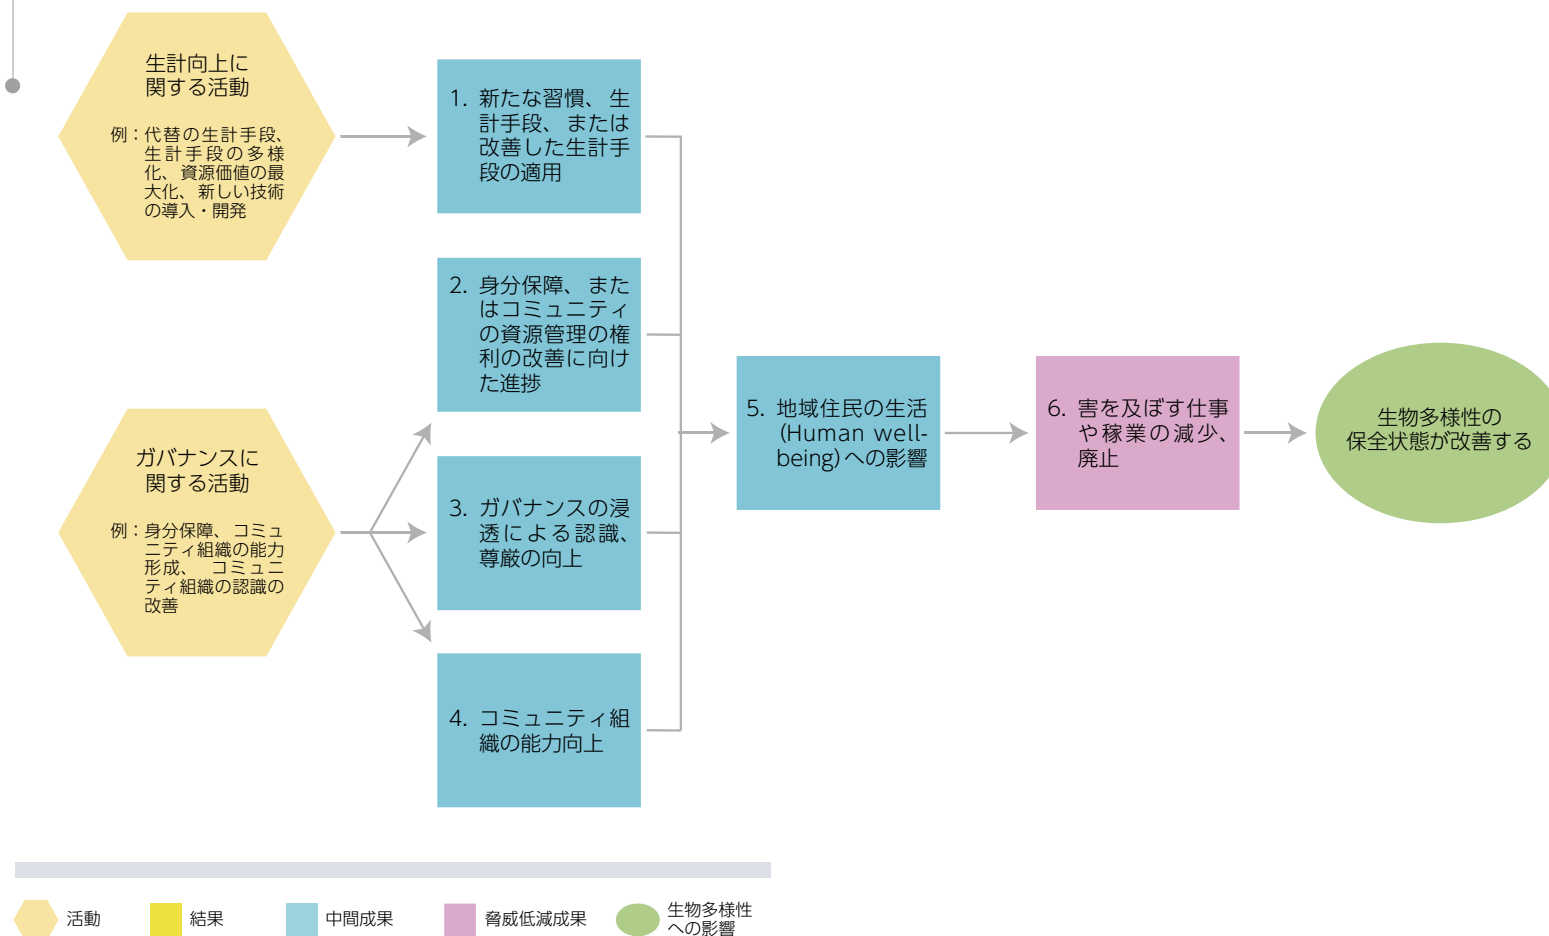 生計向上に
関する活動
例：代替の生計手段、
生計手段の多様
化、資源価値の最
大化、新しい技術
の導入・開発
1. 新たな習慣、生
計手段、または
改善した生計手
段の適用
2. 身分保障、また
はコミュニティ
の資源管理の権
利の改善に向け
た進捗
ガバナンスに
関する活動
例：身分保障、コミュ
ニティ組織の能力
形成、コミュニ
ティ組織の認識の
改善
3. ガバナンスの浸
透による認識、
尊厳の向上
4. コミュニティ組
織の能力向上
5. 地域住民の生活
（Human well-
being）への影響
6. 害を及ぼす仕事
や稼業の減少、
廃止
生物多様性の
保全状態が改善する
活動
結果
中間成果
脅威低減成果
生物多様性
への影響